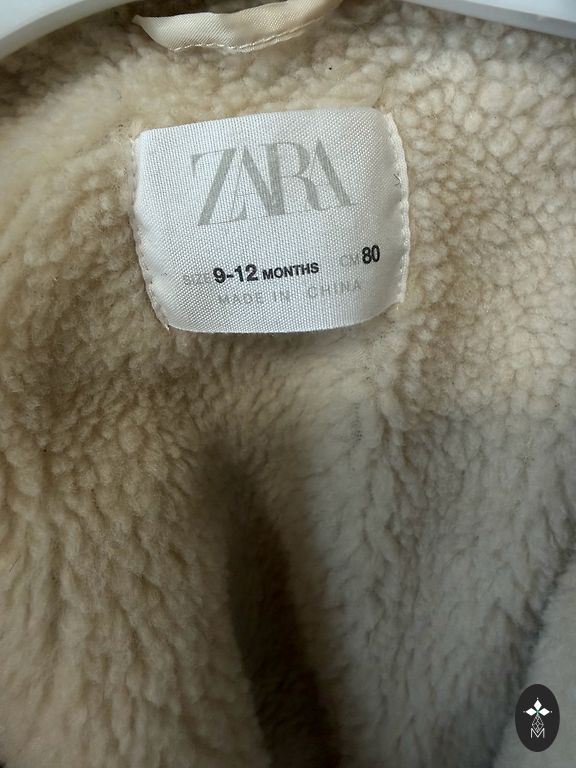 ZARA
SIZE 9-12 MONTHS CM 80
MADE IN CHINA